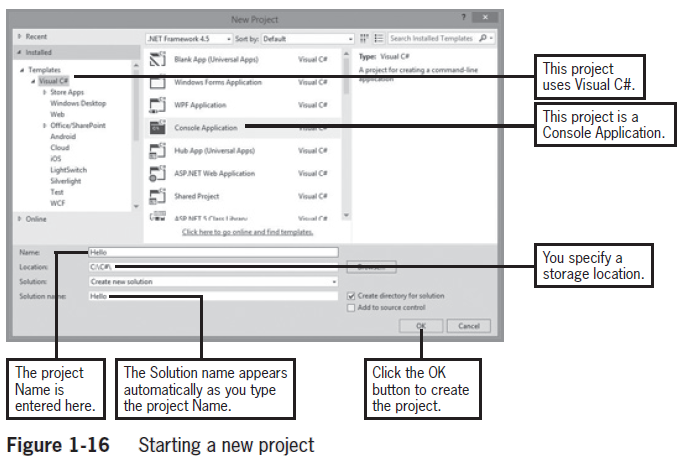 New Project
? ×
Recent
Installed
Templates
Visual C#
Store Apps
Windows Desktop
Web
Office/SharePoint
Android
Cloud
iOS
LightSwitch
Silverlight
Test
WCF
Online
.NET Framework 4.5 Sort by: Default
Search Installed Templates
Blank App (Universal Apps) Visual C#
Windows Forms Application Visual C#
WPF Application Visual C#
Console Application Visual C#
Hub App (Universal Apps) Visual C#
ASP.NET Web Application Visual C#
Shared Project Visual C#
ASP.NET 5 Class Library Visual C#
Click here to go online and find templates.
Type: Visual C#
A project for creating a command-line
application
Name: Hello
Location: C:\C#\
Solution: Create new solution
Solution name: Hello
Create directory for solution
Add to source control
OK Cancel
This project
uses Visual C#.
This project is a
Console Application.
You specify a
storage location.
The project
Name is
entered here.
The Solution name appears
automatically as you type
the project Name.
Click the OK
button to create
the project.
Figure 1-16 Starting a new project